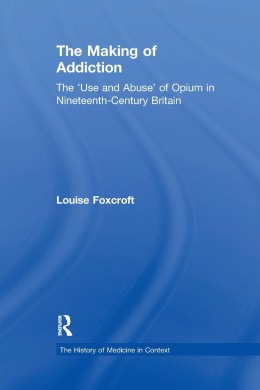 The Making of
Addiction
The ‘Use and Abuse’ of Opium in
Nineteenth-Century Britain
Louise Foxcroft
Routledge
The History of Medicine in Context